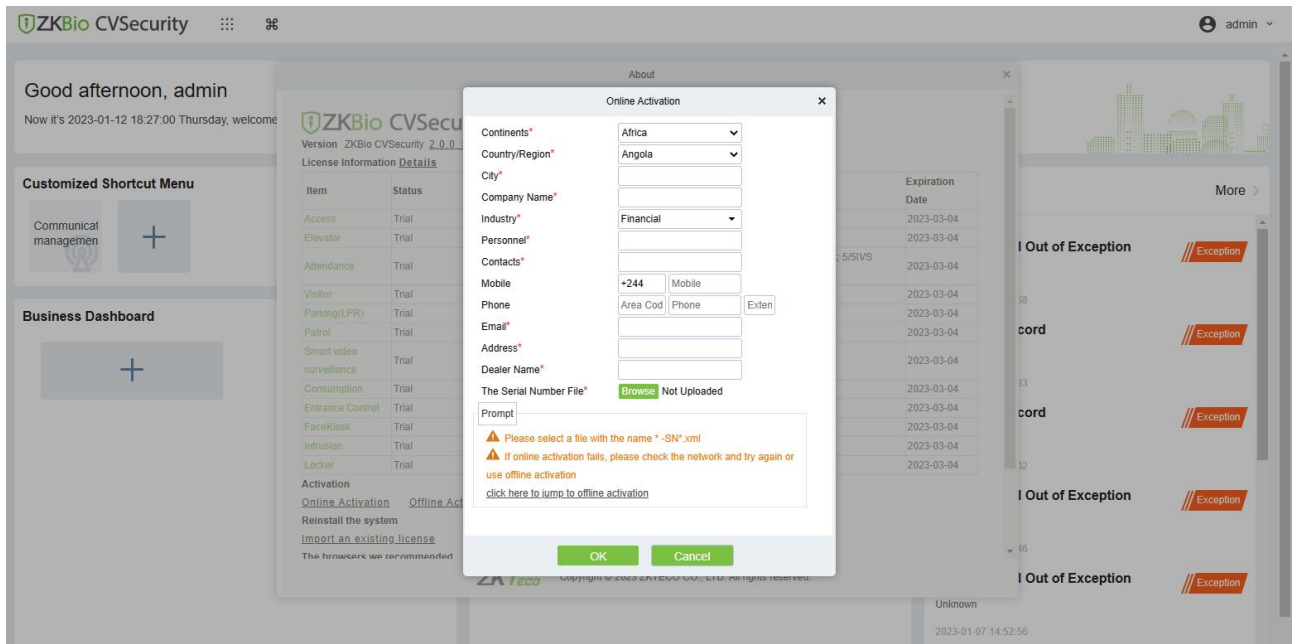 ZKBio CVSecurity
admin
Good afternoon, admin
Now it's 2023-01-12 18:27:00 Thursday, welcome
Customized Shortcut Menu
Communicat
managemen
Business Dashboard
About
ZKBio CVSecu
Version ZKBio CVSecurity 2.0.0
License Information Details
Item Status Expiration Date
Access Trial 2023-03-04
Elevator Trial 2023-03-04
Attendance Trial ; 5/5IVS 2023-03-04
Visitor Trial 2023-03-04
Parking(LPR) Trial 2023-03-04
Patrol Trial 2023-03-04
Smart video
surveillance Trial 2023-03-04
Consumption Trial 2023-03-04
Entrance Control Trial 2023-03-04
FaceKiosk Trial 2023-03-04
Intrusion Trial 2023-03-04
Locker Trial 2023-03-04
Activation
Online Activation Offline Act
Reinstall the system
Import an existing license
The browsers we recommended
Online Activation
Continents* Africa
Country/Region* Angola
City*
Company Name*
Industry* Financial
Personnel*
Contacts*
Mobile +244 Mobile
Phone Area Cod Phone Exten
Email*
Address*
Dealer Name*
The Serial Number File* Browse Not Uploaded
Prompt
Please select a file with the name * -SN*.xml
If online activation fails, please check the network and try again or
use offline activation
click here to jump to offline activation
OK Cancel
ZKTeco Copyright © 2023 ZKTECO CO., LTD. All rights reserved.
More
l Out of Exception Exception
58
cord Exception
33
cord Exception
02
l Out of Exception Exception
46
l Out of Exception Exception
Unknown
2023-01-07 14:52:56